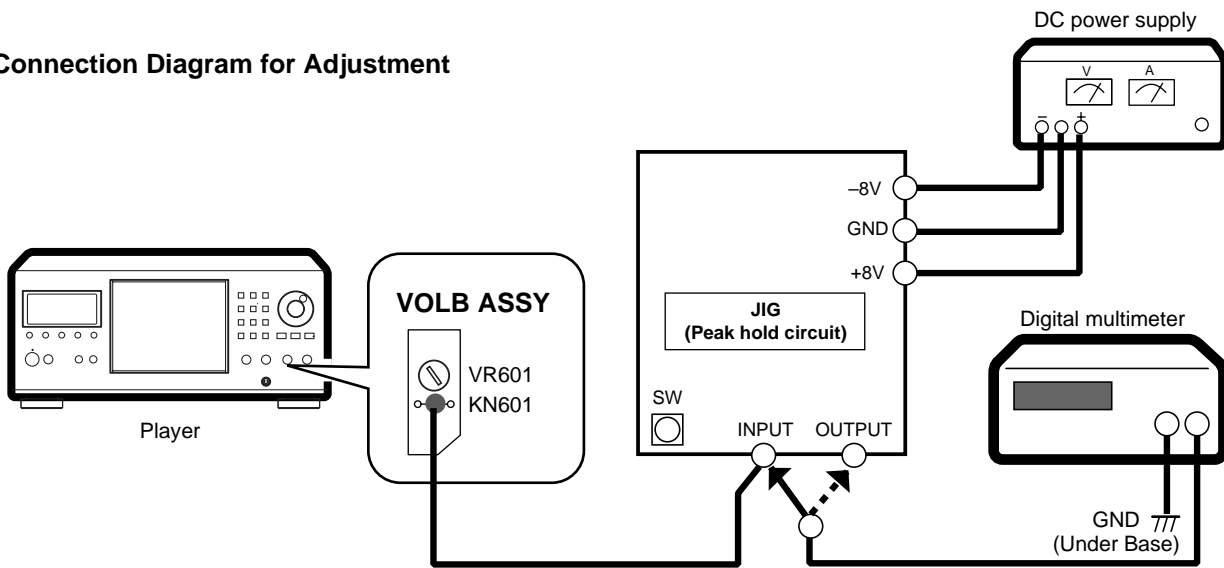 DC power supply
Connection Diagram for Adjustment
V A
– +
–8V
GND
+8V
VOLB ASSY
JIG
(Peak hold circuit)
Digital multimeter
VR601
KN601
SW
INPUT OUTPUT
Player
GND
(Under Base)